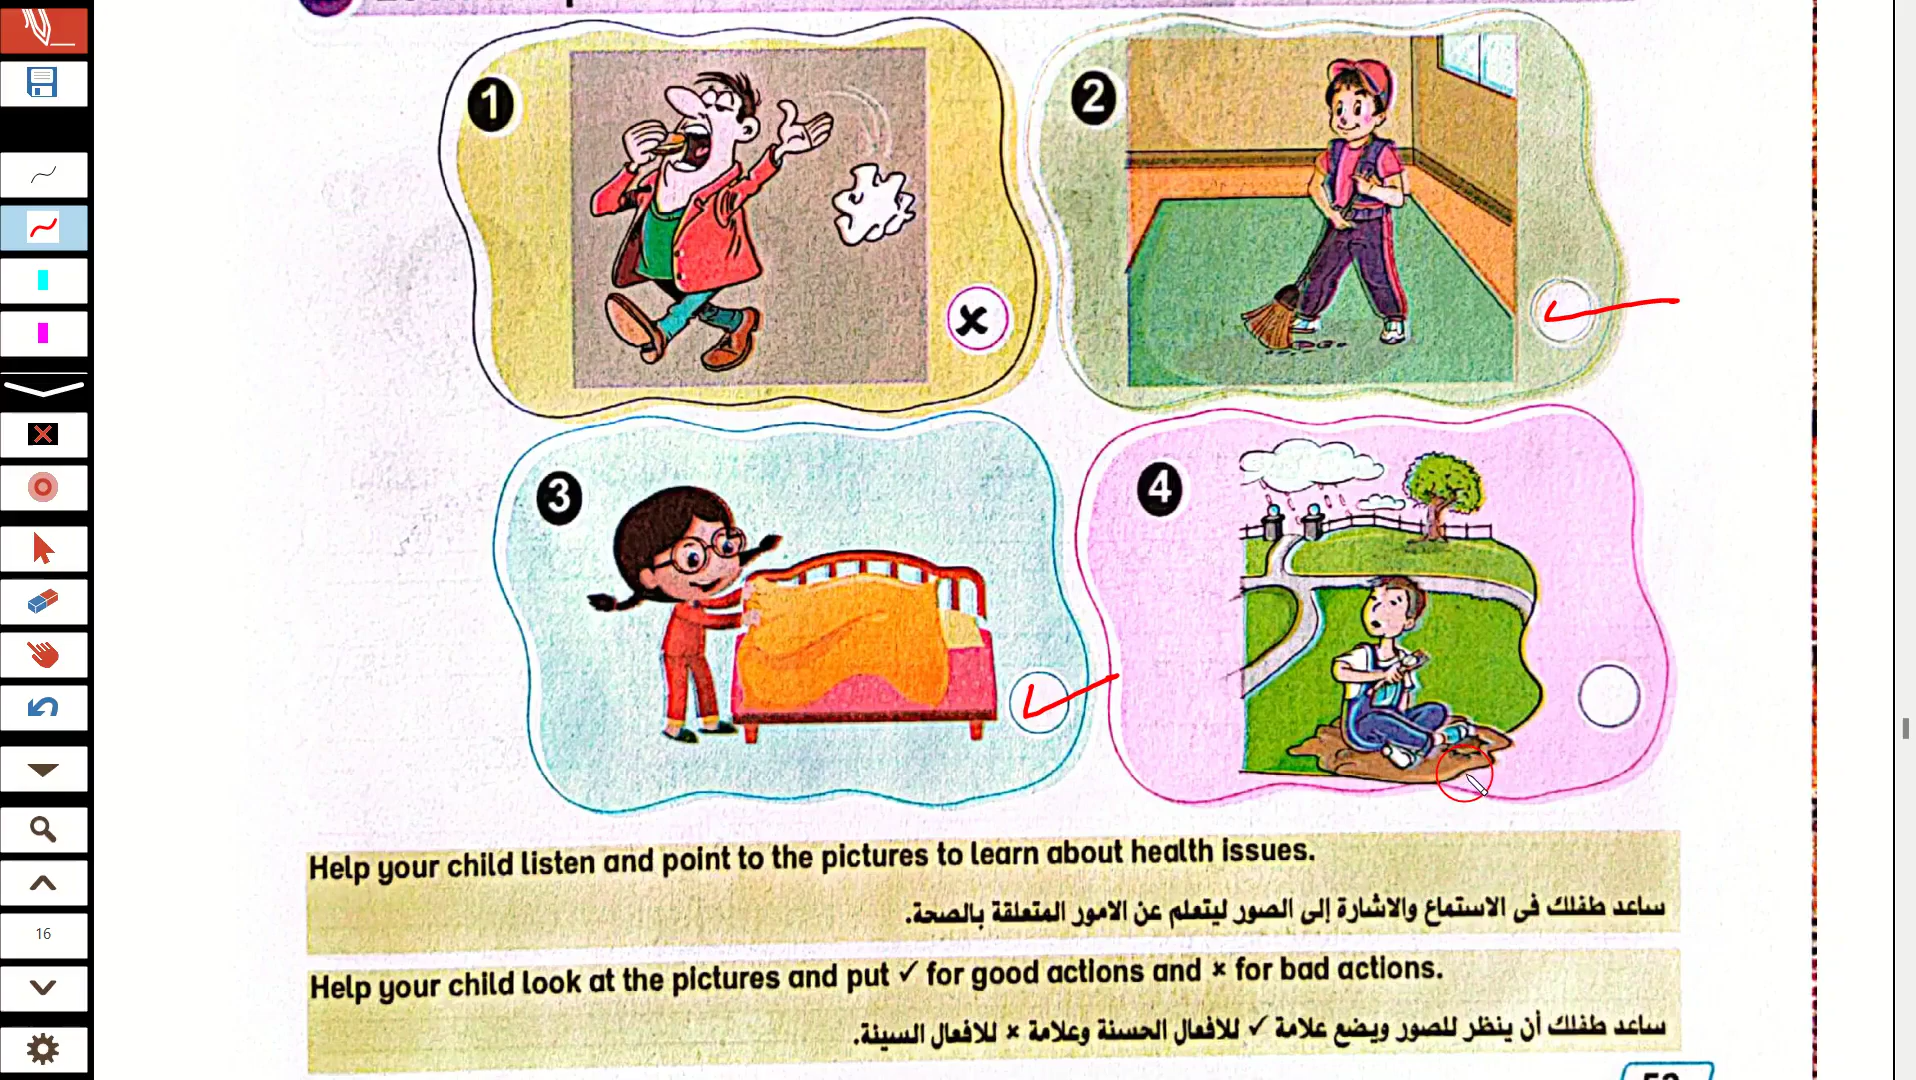 1
2
×
3
4
Help your child listen and point to the pictures to learn about health issues.
ساعد طفلك فى الاستماع والاشارة إلى الصور ليتعلم عن الامور المتعلقة بالصحة.
Help your child look at the pictures and put ✓ for good actions and × for bad actions.
ساعد طفلك أن ينظر للصور ويضع علامة ✓ للافعال الحسنة وعلامة × للافعال السيئة.
16